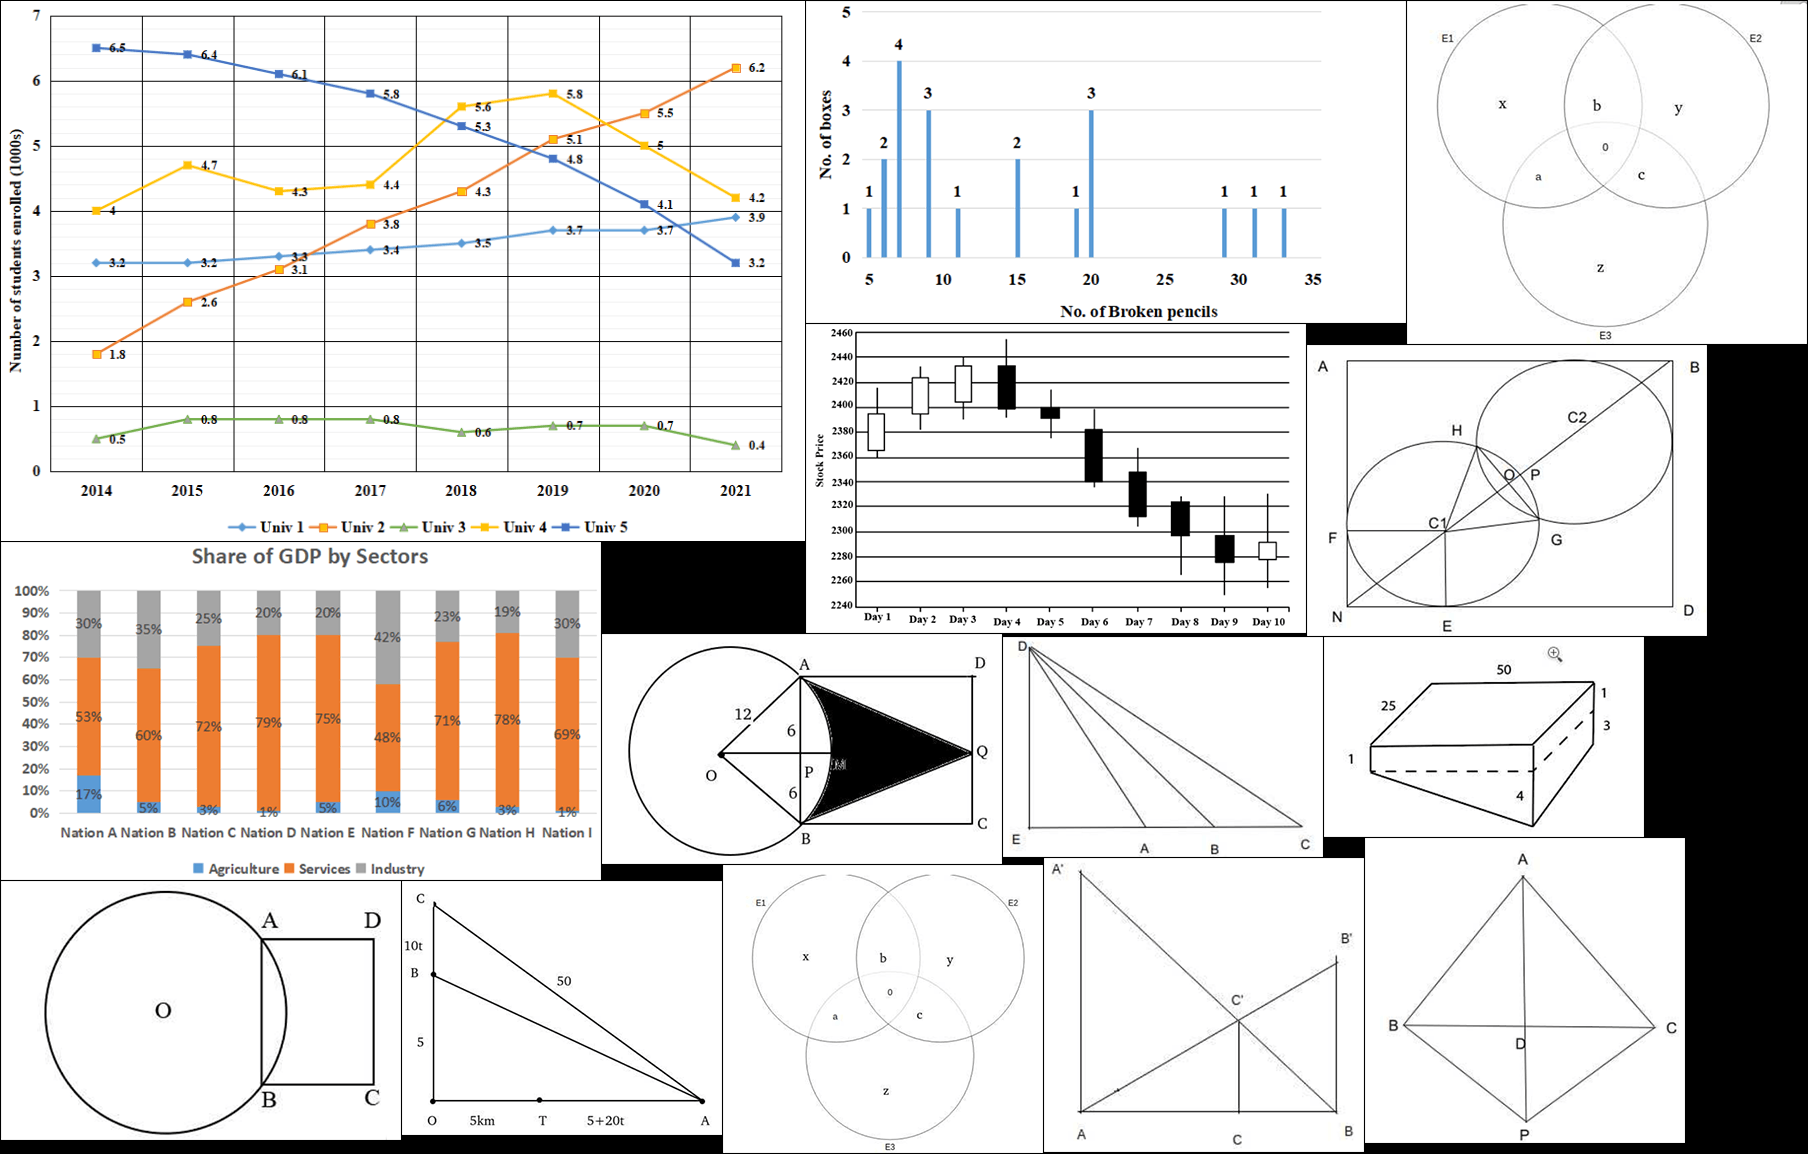 7
6
5
4
3
2
1
0
Number of students enrolled (1000s)
6.5 6.4 6.1 5.8 5.3 4.8 4.1 3.2
4 4.7 4.3 4.4 5.6 5.8 5 4.2
1.8 2.6 3.1 3.8 4.3 5.1 5.5 6.2
3.2 3.2 3.3 3.4 3.5 3.7 3.7 3.9
0.5 0.8 0.8 0.8 0.6 0.7 0.7 0.4
2014 2015 2016 2017 2018 2019 2020 2021
Univ 1 Univ 2 Univ 3 Univ 4 Univ 5
5
4
3
2
1
0
No. of boxes
1 2 4 3 1 2 1 3 1 1 1
5 10 15 20 25 30 35
No. of Broken pencils
E1 E2
x b y
0
a c
z
E3
2460
2440
2420
2400
2380
2360
2340
2320
2300
2280
2260
2240
Stock Price
Day 1 Day 2 Day 3 Day 4 Day 5 Day 6 Day 7 Day 8 Day 9 Day 10
A B
C2
H
O P
C1
F G
N D
E
Share of GDP by Sectors
100%
90%
80%
70%
60%
50%
40%
30%
20%
10%
0%
30% 35% 25% 20% 20% 42% 23% 19% 30%
53% 60% 72% 79% 75% 48% 71% 78% 69%
17% 5% 3% 1% 5% 10% 6% 3% 1%
Nation A Nation B Nation C Nation D Nation E Nation F Nation G Nation H Nation I
Agriculture Services Industry
A D
12
6
Q
O P M
6
B C
D
E A B C
50
25 1
3
1
4
A D
O
B C
C
10t
B
50
5
O 5km T 5+20t A
E1 E2
x b y
0
a c
z
E3
A'
B'
C'
A C B
A
B C
D
P